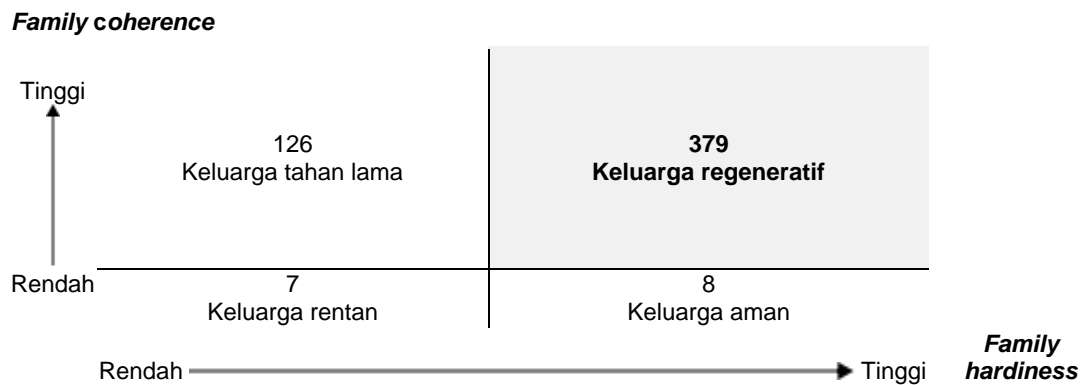 Family coherence
Tinggi
126
Keluarga tahan lama
379
Keluarga regeneratif
Rendah
7
Keluarga rentan
8
Keluarga aman
Rendah
Tinggi
Family
hardiness